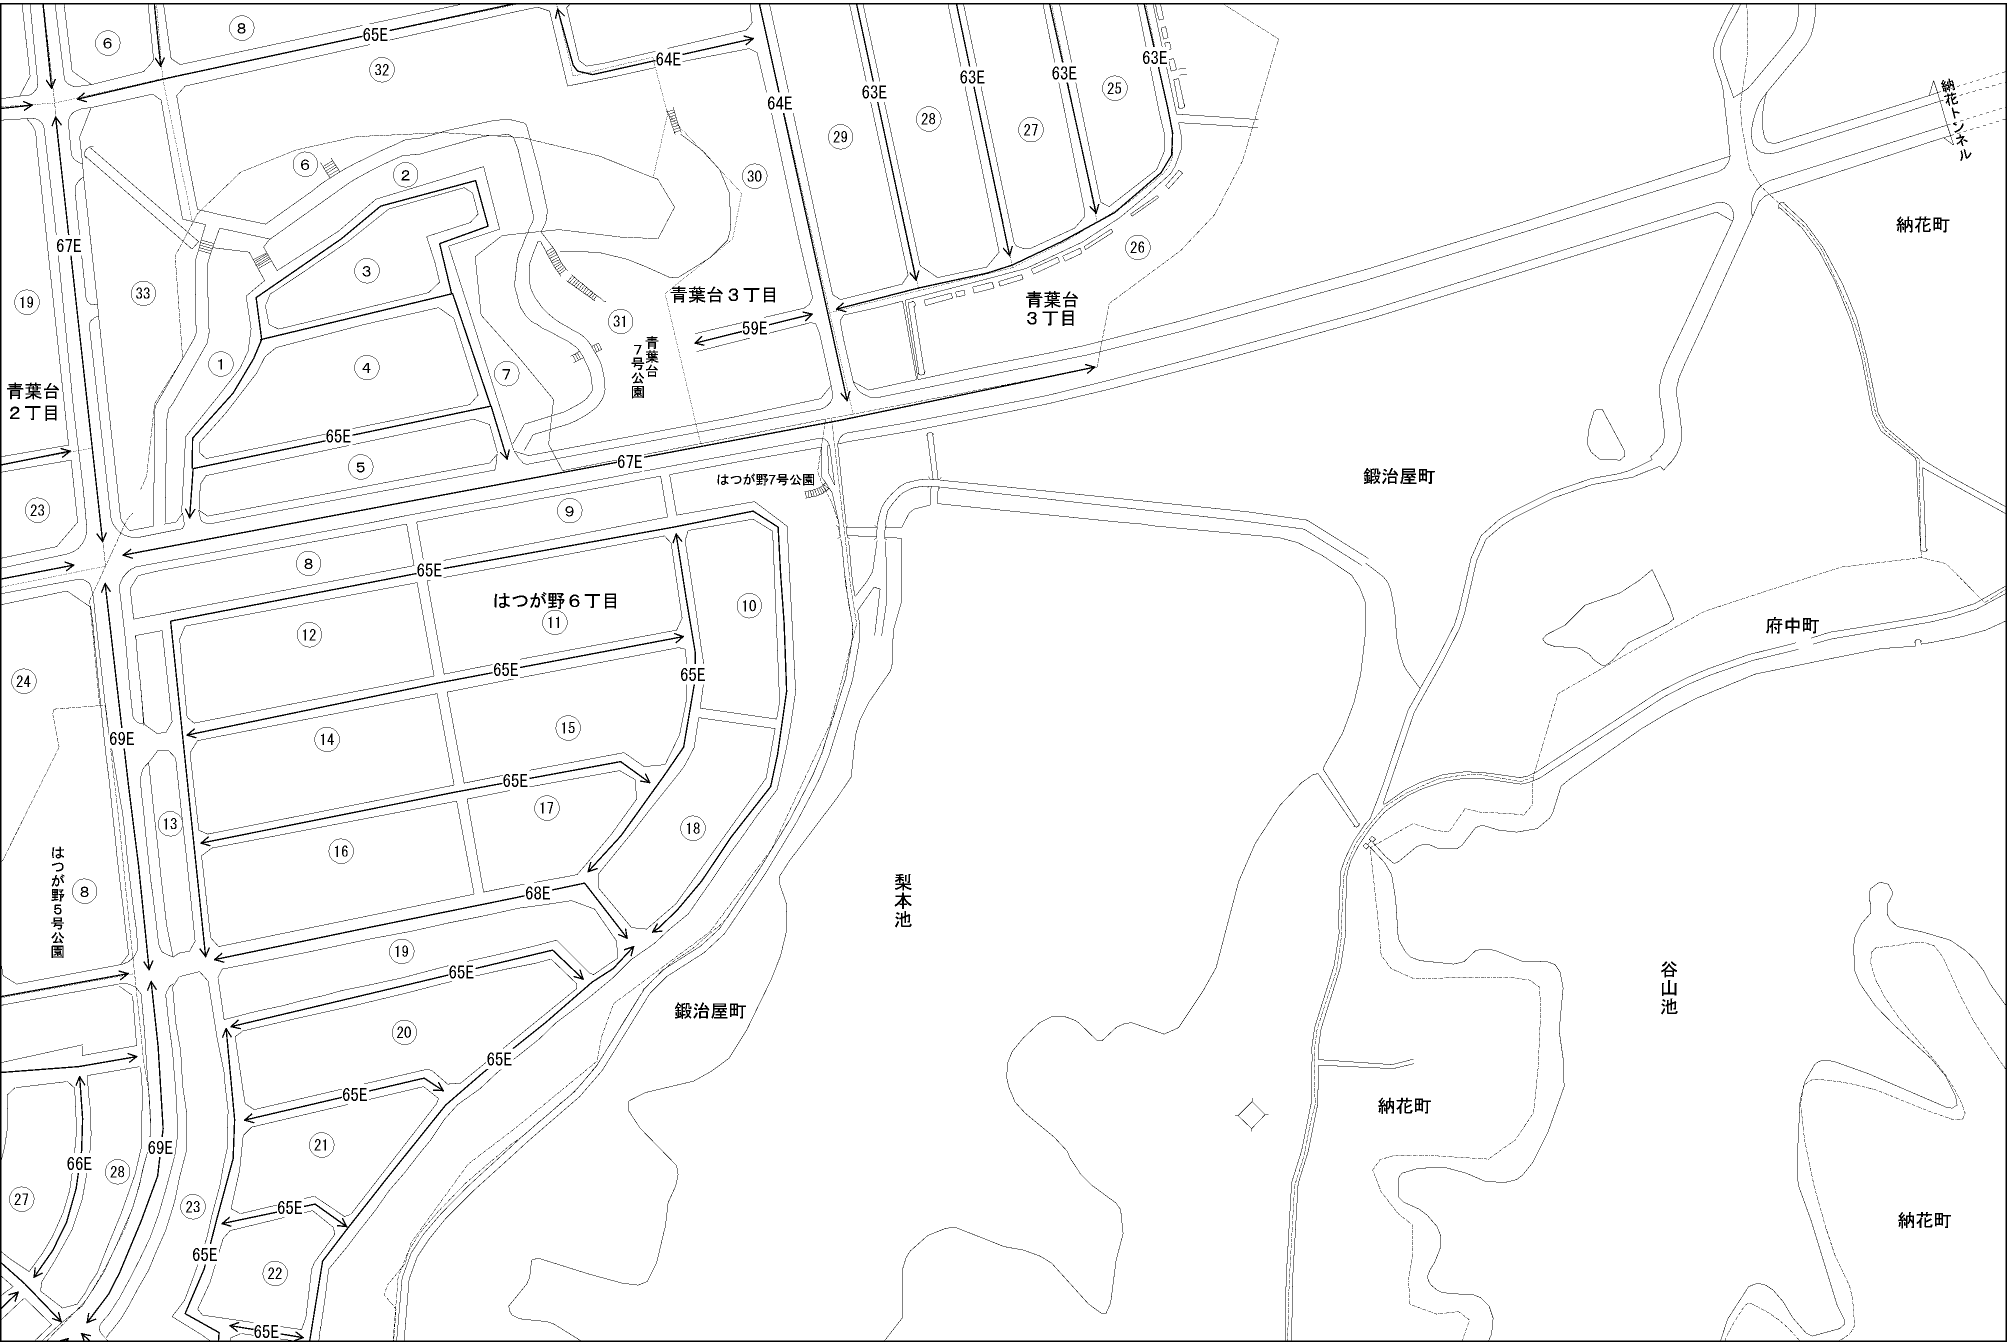 65E
8
6
32
64E
63E
63E
63E
63E
25
64E
29
28
27
納花トンネル
6
2
30
納花町
67E
26
3
33
19
青葉台３丁目
青葉台
３丁目
31
59E
青葉台
７号公園
1
4
7
青葉台
２丁目
65E
5
67E
はつが野7号公園
鍛治屋町
23
9
8
65E
はつが野６丁目
11
10
12
府中町
65E
65E
24
69E
14
15
65E
17
13
18
16
はつが野５号公園
8
68E
梨本池
19
65E
谷山池
鍛治屋町
20
65E
65E
納花町
21
69E
66E
28
27
23
65E
納花町
65E
22
65E